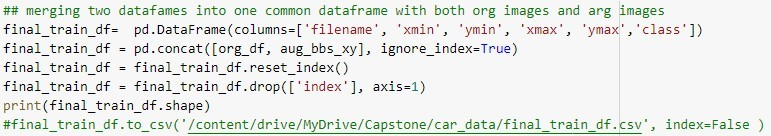 ## merging two datafames into one common dataframe with both org images and arg images
final_train_df=  pd.DataFrame(columns=['filename', 'xmin', 'ymin', 'xmax', 'ymax','class'])
final_train_df = pd.concat([org_df, aug_bbs_xy], ignore_index=True)
final_train_df = final_train_df.reset_index()
final_train_df = final_train_df.drop(['index'], axis=1)
print(final_train_df.shape)
#final_train_df.to_csv('/content/drive/MyDrive/Capstone/car_data/final_train_df.csv', index=False )